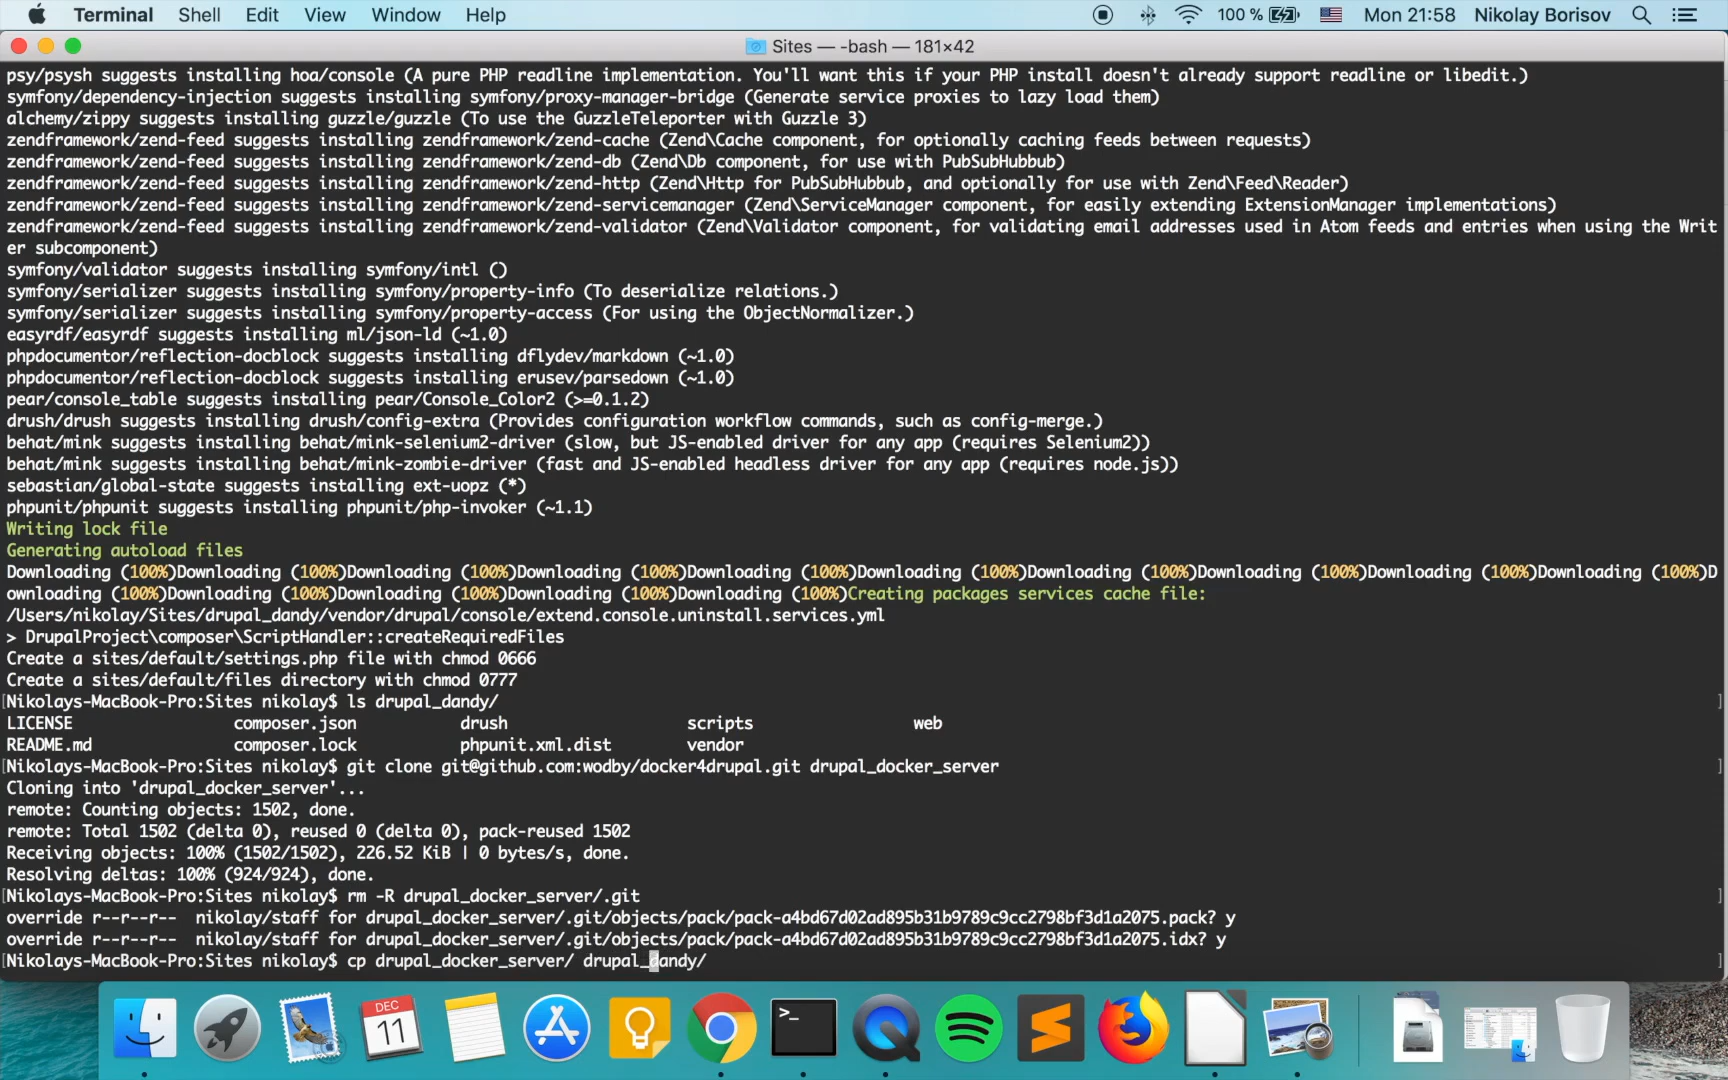 Terminal Shell Edit View Window Help 100 % Mon 21:58 Nikolay Borisov
Sites — -bash — 181×42
psy/psysh suggests installing hoa/console (A pure PHP readline implementation. You'll want this if your PHP install doesn't already support readline or libedit.)
symfony/dependency-injection suggests installing symfony/proxy-manager-bridge (Generate service proxies to lazy load them)
alchemy/zippy suggests installing guzzle/guzzle (To use the GuzzleTeleporter with Guzzle 3)
zendframework/zend-feed suggests installing zendframework/zend-cache (Zend\Cache component, for optionally caching feeds between requests)
zendframework/zend-feed suggests installing zendframework/zend-db (Zend\Db component, for use with PubSubHubbub)
zendframework/zend-feed suggests installing zendframework/zend-http (Zend\Http for PubSubHubbub, and optionally for use with Zend\Feed\Reader)
zendframework/zend-feed suggests installing zendframework/zend-servicemanager (Zend\ServiceManager component, for easily extending ExtensionManager implementations)
zendframework/zend-feed suggests installing zendframework/zend-validator (Zend\Validator component, for validating email addresses used in Atom feeds and entries when using the Writ
er subcomponent)
symfony/validator suggests installing symfony/intl ()
symfony/serializer suggests installing symfony/property-info (To deserialize relations.)
symfony/serializer suggests installing symfony/property-access (For using the ObjectNormalizer.)
easyrdf/easyrdf suggests installing ml/json-ld (~1.0)
phpdocumentor/reflection-docblock suggests installing dflydev/markdown (~1.0)
phpdocumentor/reflection-docblock suggests installing erusev/parsedown (~1.0)
pear/console_table suggests installing pear/Console_Color2 (>=0.1.2)
drush/drush suggests installing drush/config-extra (Provides configuration workflow commands, such as config-merge.)
behat/mink suggests installing behat/mink-selenium2-driver (slow, but JS-enabled driver for any app (requires Selenium2))
behat/mink suggests installing behat/mink-zombie-driver (fast and JS-enabled headless driver for any app (requires node.js))
sebastian/global-state suggests installing ext-uopz (*)
phpunit/phpunit suggests installing phpunit/php-invoker (~1.1)
Writing lock file
Generating autoload files
Downloading (100%)Downloading (100%)Downloading (100%)Downloading (100%)Downloading (100%)Downloading (100%)Downloading (100%)Downloading (100%)Downloading (100%)Downloading (100%)D
ownloading (100%)Downloading (100%)Downloading (100%)Downloading (100%)Downloading (100%)Creating packages services cache file:
/Users/nikolay/Sites/drupal_dandy/vendor/drupal/console/extend.console.uninstall.services.yml
> DrupalProject\composer\ScriptHandler::createRequiredFiles
Create a sites/default/settings.php file with chmod 0666
Create a sites/default/files directory with chmod 0777
[Nikolays-MacBook-Pro:Sites nikolay$ ls drupal_dandy/ ]
LICENSE composer.json drush scripts web
README.md composer.lock phpunit.xml.dist vendor
[Nikolays-MacBook-Pro:Sites nikolay$ git clone git@github.com:wodby/docker4drupal.git drupal_docker_server ]
Cloning into 'drupal_docker_server'...
remote: Counting objects: 1502, done.
remote: Total 1502 (delta 0), reused 0 (delta 0), pack-reused 1502
Receiving objects: 100% (1502/1502), 226.52 KiB | 0 bytes/s, done.
Resolving deltas: 100% (924/924), done.
[Nikolays-MacBook-Pro:Sites nikolay$ rm -R drupal_docker_server/.git ]
override r--r--r--  nikolay/staff for drupal_docker_server/.git/objects/pack/pack-a4bd67d02ad895b31b9789c9cc2798bf3d1a2075.pack? y
override r--r--r--  nikolay/staff for drupal_docker_server/.git/objects/pack/pack-a4bd67d02ad895b31b9789c9cc2798bf3d1a2075.idx? y
[Nikolays-MacBook-Pro:Sites nikolay$ cp drupal_docker_server/ drupal_dandy/ ]
DEC
11